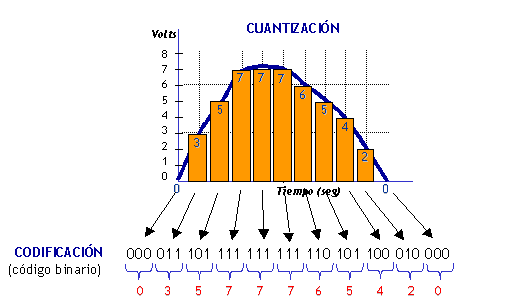 CUANTIZACIÓN
Volts
8
7
6
5
4
3
2
1
0
3 5 7 7 7 6 5 4 2
0 Tiempo (seg) 0
CODIFICACIÓN 000 011 101 111 111 111 110 101 100 010 000
(código binario)
0 3 5 7 7 7 6 5 4 2 0